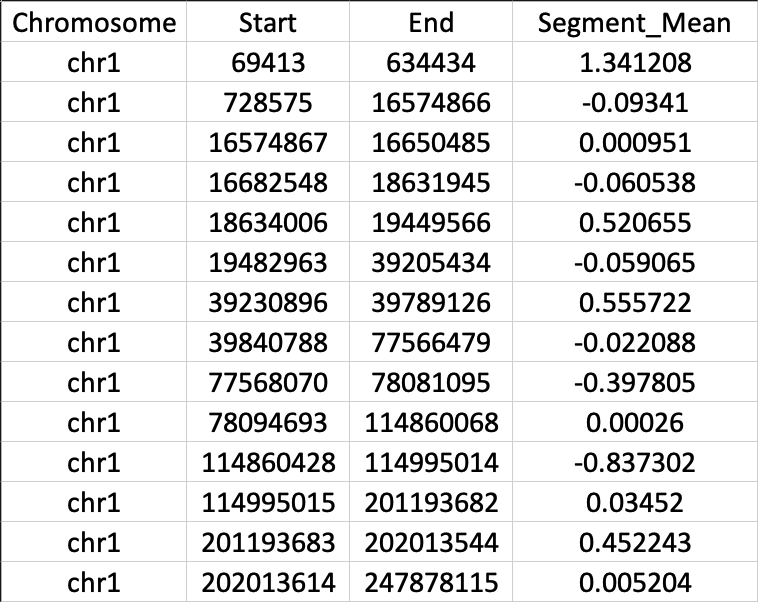 Chromosome Start End Segment_Mean
chr1 69413 634434 1.341208
chr1 728575 16574866 -0.09341
chr1 16574867 16650485 0.000951
chr1 16682548 18631945 -0.060538
chr1 18634006 19449566 0.520655
chr1 19482963 39205434 -0.059065
chr1 39230896 39789126 0.555722
chr1 39840788 77566479 -0.022088
chr1 77568070 78081095 -0.397805
chr1 78094693 114860068 0.00026
chr1 114860428 114995014 -0.837302
chr1 114995015 201193682 0.03452
chr1 201193683 202013544 0.452243
chr1 202013614 247878115 0.005204